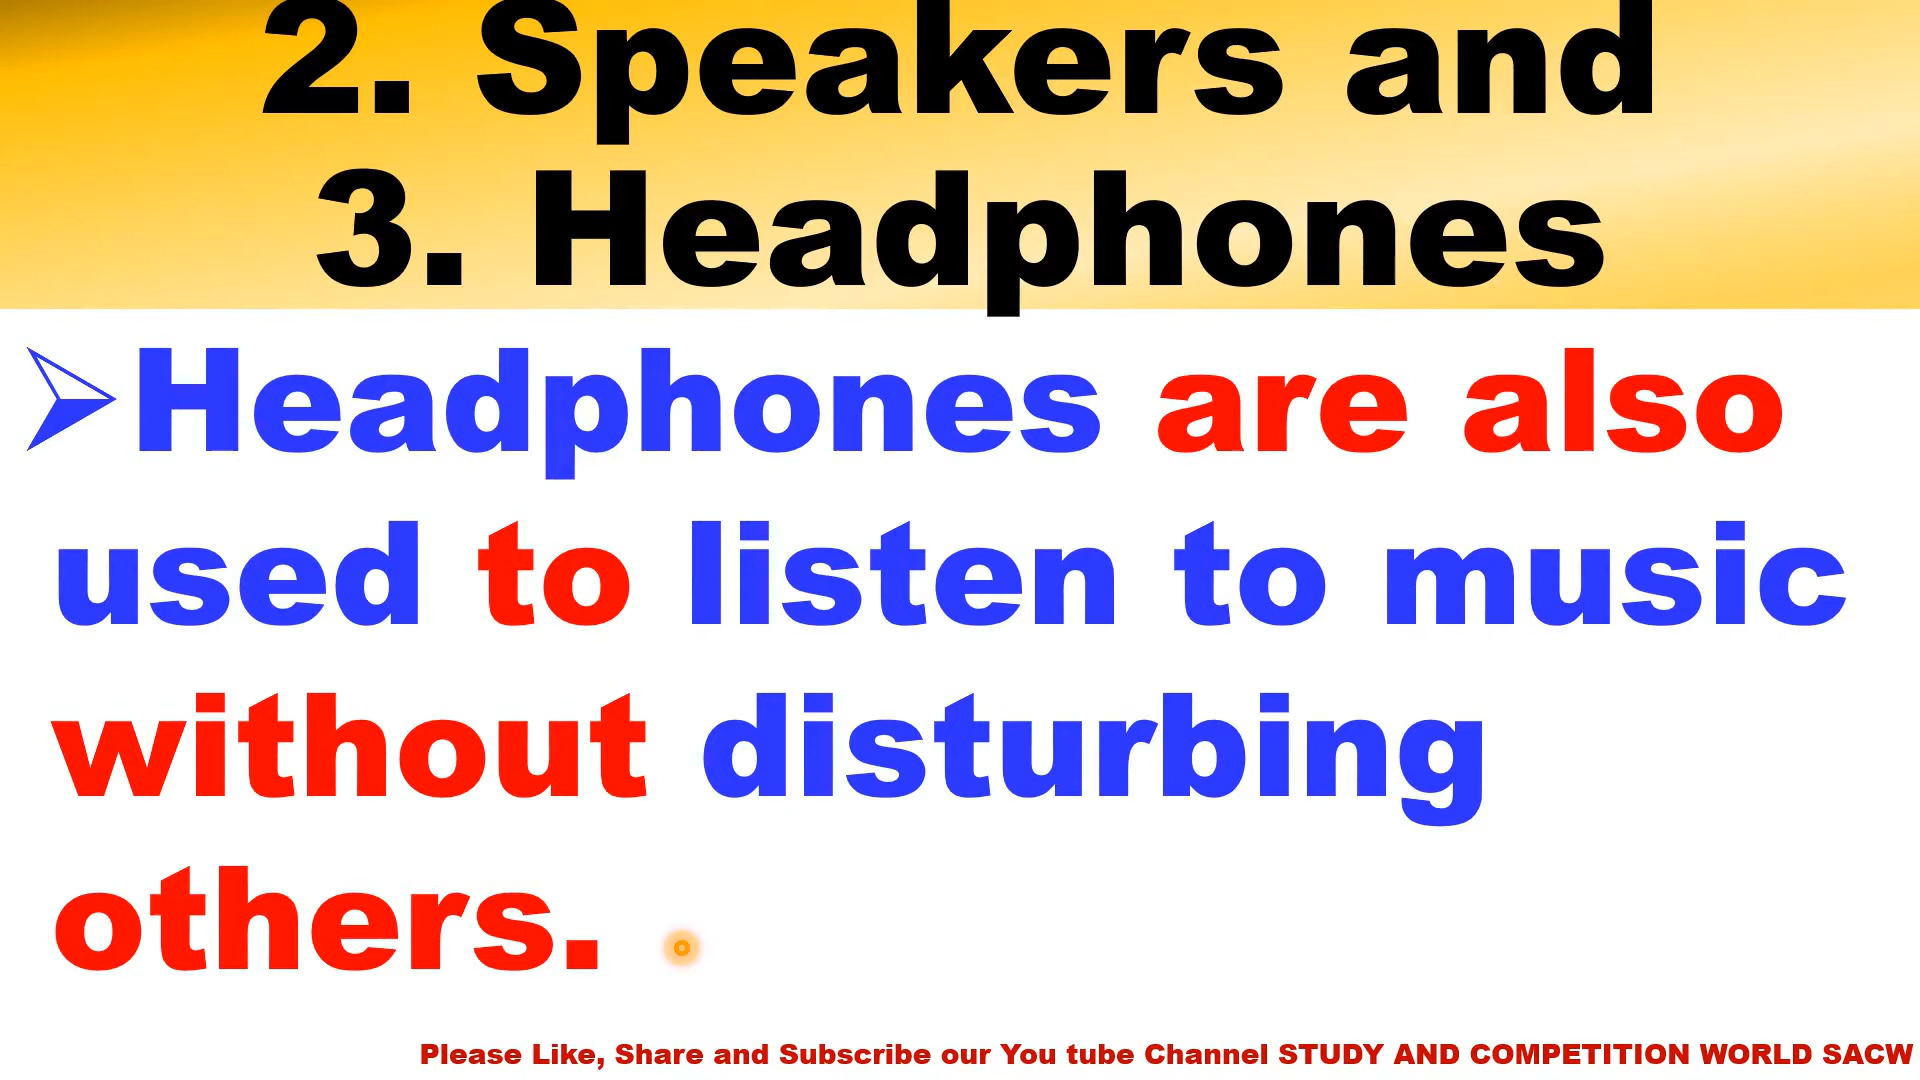 2. Speakers and
3. Headphones
Headphones are also
used to listen to music
without disturbing
others.
Please Like, Share and Subscribe our You tube Channel STUDY AND COMPETITION WORLD SACW